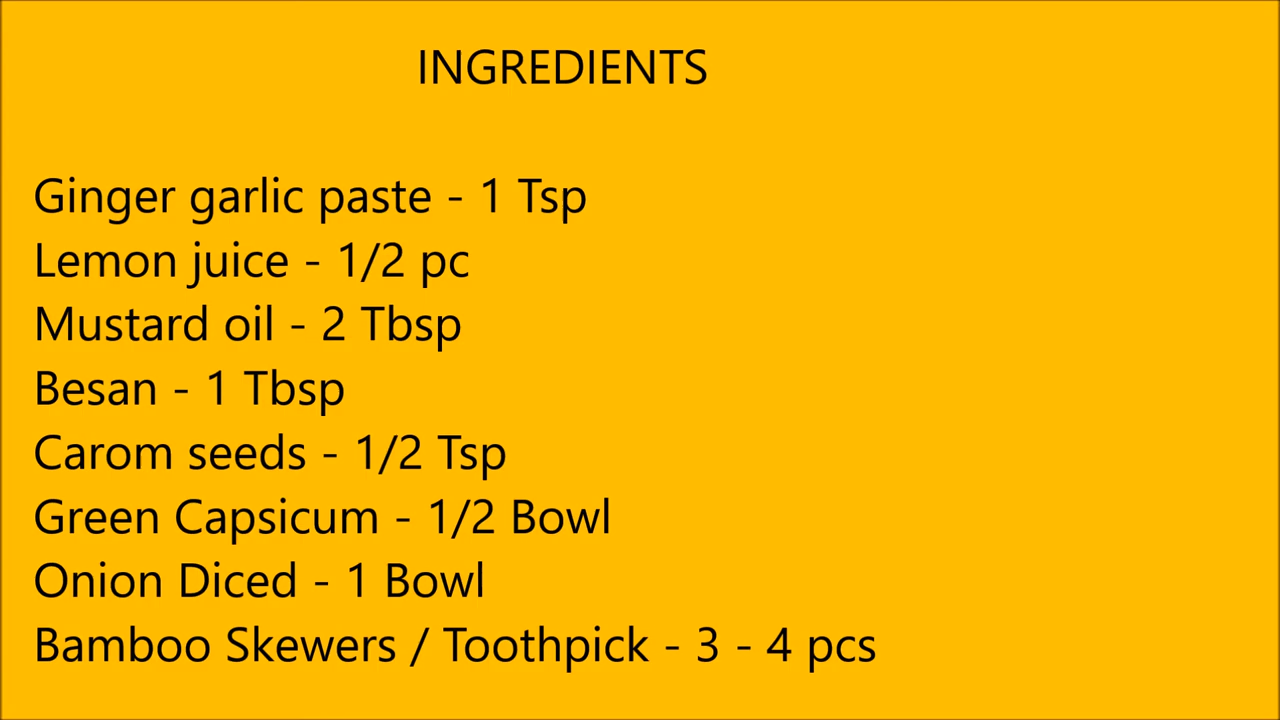 INGREDIENTS
Ginger garlic paste - 1 Tsp
Lemon juice - 1/2 pc
Mustard oil - 2 Tbsp
Besan - 1 Tbsp
Carom seeds - 1/2 Tsp
Green Capsicum - 1/2 Bowl
Onion Diced - 1 Bowl
Bamboo Skewers / Toothpick - 3 - 4 pcs